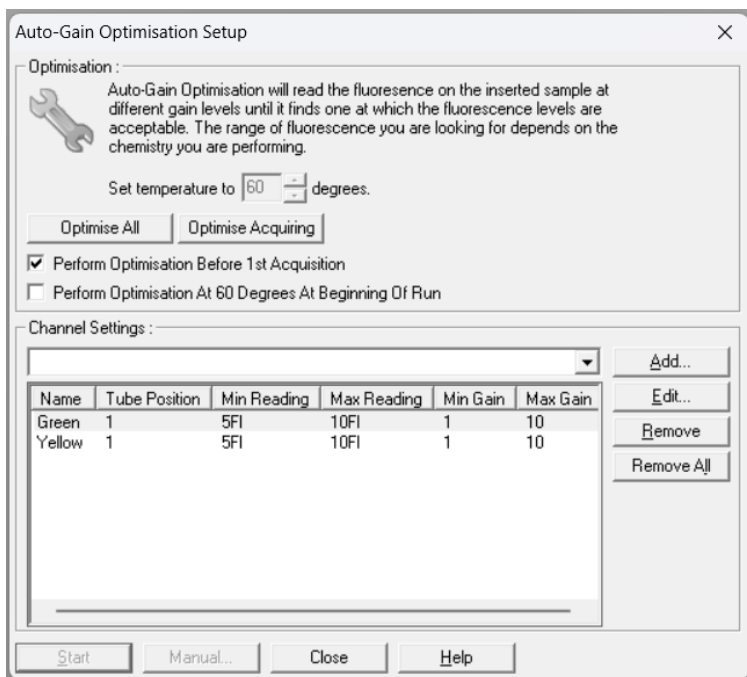 Auto-Gain Optimisation Setup
Optimisation :
Auto-Gain Optimisation will read the fluoresence on the inserted sample at
different gain levels until it finds one at which the fluorescence levels are
acceptable. The range of fluorescence you are looking for depends on the
chemistry you are performing.
Set temperature to 60 degrees.
Optimise All Optimise Acquiring
Perform Optimisation Before 1st Acquisition
Perform Optimisation At 60 Degrees At Beginning Of Run
Channel Settings :
Add...
Name Tube Position Min Reading Max Reading Min Gain Max Gain Edit...
Green 1 5Fl 10Fl 1 10
Remove
Yellow 1 5Fl 10Fl 1 10
Remove All
Start Manual... Close Help